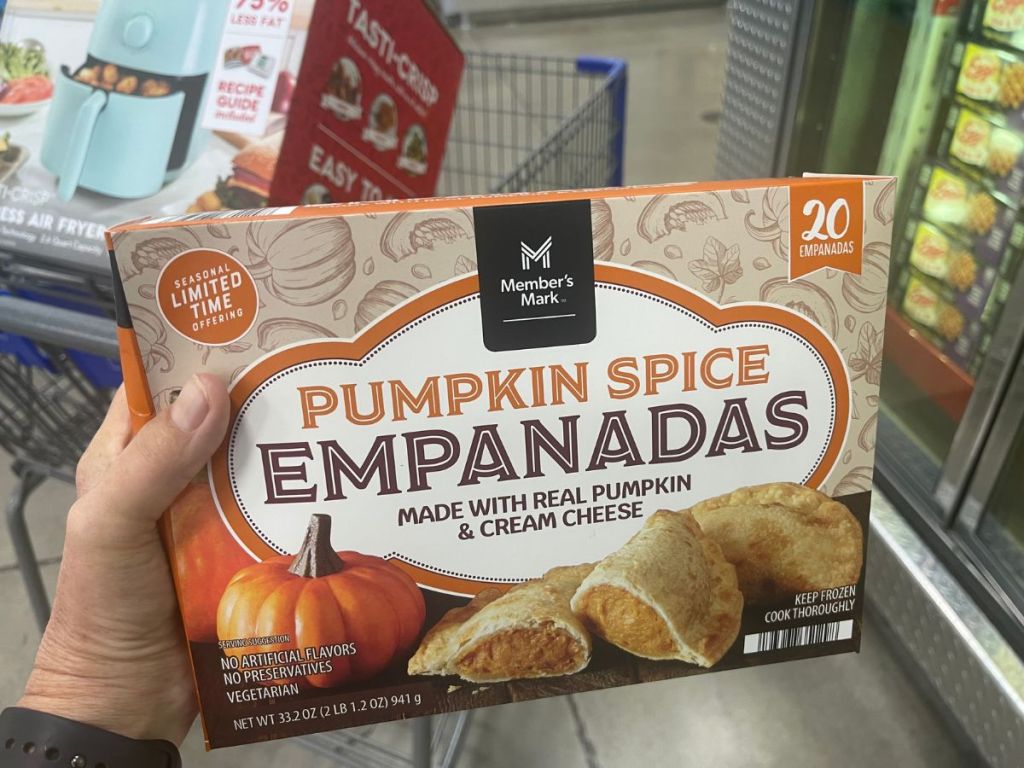 75%
LESS FAT
RECIPE
GUIDE
included
TASTI-CRISP
EASY TO
ESS AIR FRYER
20
EMPANADAS
SEASONAL
LIMITED
TIME
OFFERING
Member's
Mark
PUMPKIN SPICE
EMPANADAS
MADE WITH REAL PUMPKIN
& CREAM CHEESE
KEEP FROZEN
COOK THOROUGHLY
SERVING SUGGESTION
NO ARTIFICIAL FLAVORS
NO PRESERVATIVES
VEGETARIAN
NET WT 33.2 OZ (2 LB 1.2 OZ) 941 g